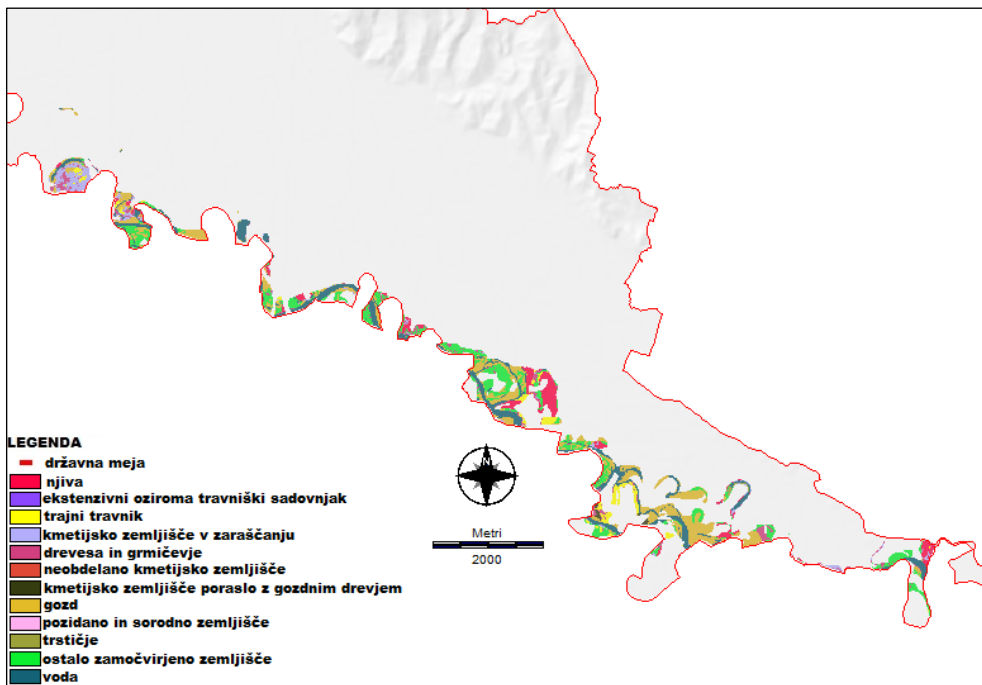 LEGENDA
državna meja
njiva
ekstenzivni oziroma travniški sadovnjak
trajni travnik
kmetijsko zemljišče v zaraščanju
drevesa in grmičevje
neobdelano kmetijsko zemljišče
kmetijsko zemljišče poraslo z gozdnim drevjem
gozd
pozidano in sorodno zemljišče
trstičje
ostalo zamočvirjeno zemljišče
voda
N
Metri
2000